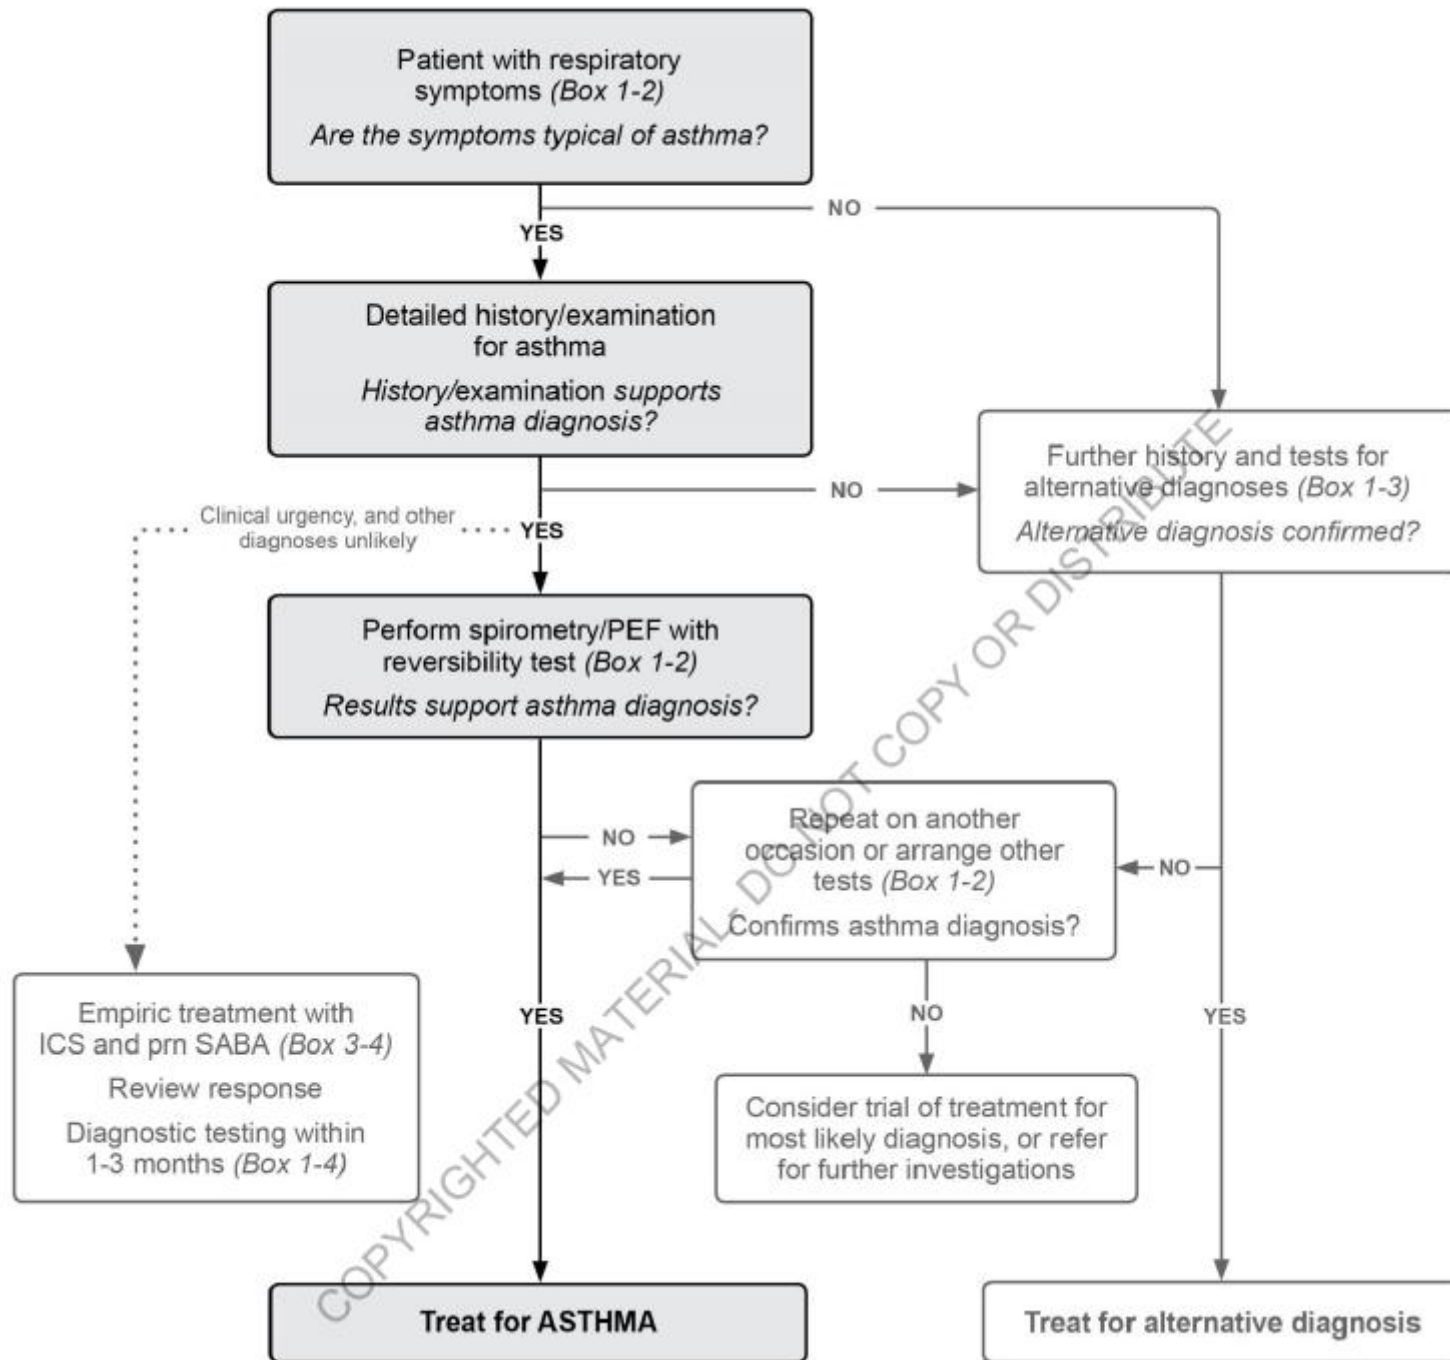 Patient with respiratory
symptoms (Box 1-2)
Are the symptoms typical of asthma?
NO
YES
Detailed history/examination
for asthma
History/examination supports
asthma diagnosis?
Further history and tests for
alternative diagnoses (Box 1-3)
Alternative diagnosis confirmed?
NO
Clinical urgency, and other
diagnoses unlikely
YES
Perform spirometry/PEF with
reversibility test (Box 1-2)
Results support asthma diagnosis?
Repeat on another
occasion or arrange other
tests (Box 1-2)
Confirms asthma diagnosis?
NO
YES
NO
Empiric treatment with
ICS and prn SABA (Box 3-4)
Review response
Diagnostic testing within
1-3 months (Box 1-4)
YES
NO
YES
Consider trial of treatment for
most likely diagnosis, or refer
for further investigations
Treat for ASTHMA
Treat for alternative diagnosis
COPYRIGHTED MATERIAL- DO NOT COPY OR DISTRIBUTE